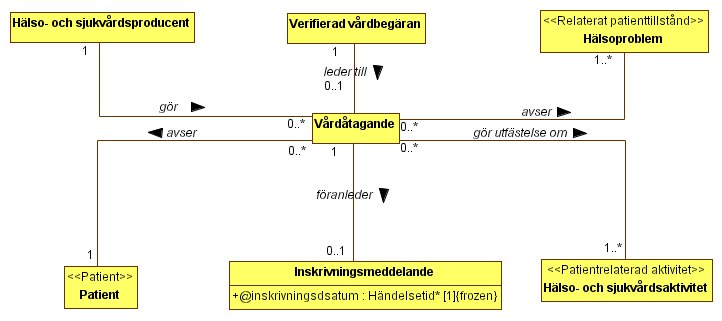 Hälso- och sjukvårdsproducent
Verifierad vårdbegäran
<<Relaterat patienttillstånd>>
Hälsoproblem
1
1
1..*
leder till
0..1
gör
avser
0..*
Vårdåtagande
0..*
avser
gör utfästelse om
0..*
1
0..*
föranleder
1
0..1
1..*
<<Patient>>
Patient
Inskrivningsmeddelande
+@inskrivningsdsatum : Händelsetid* [1]{frozen}
<<Patientrelaterad aktivitet>>
Hälso- och sjukvårdsaktivitet